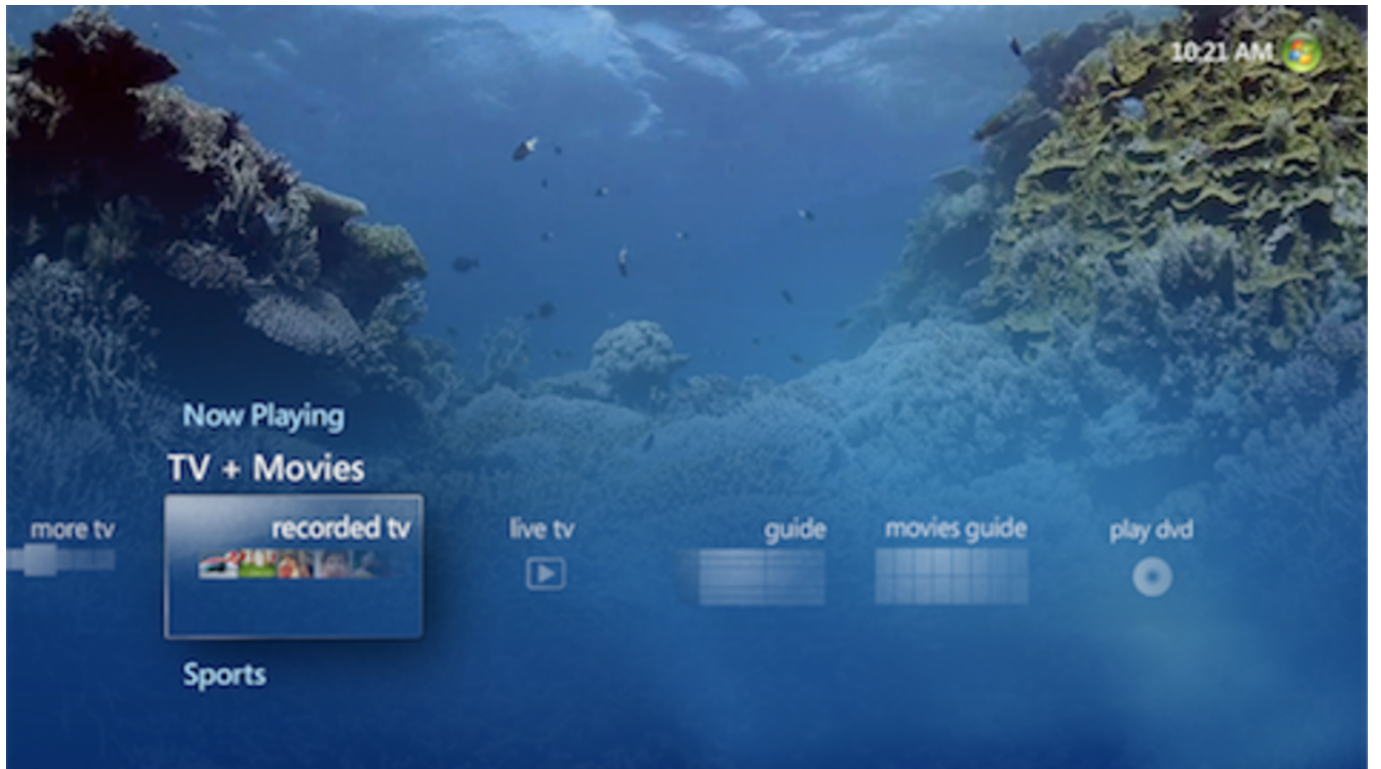 10:21 AM
Now Playing
TV + Movies
more tv
recorded tv
live tv
guide
movies guide
play dvd
Sports